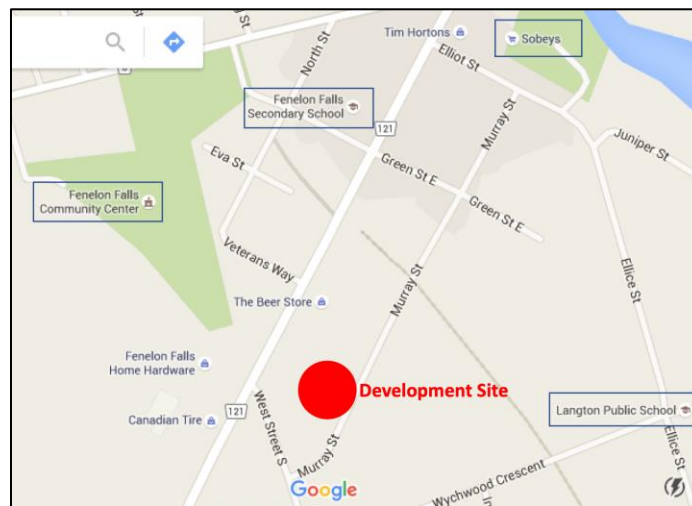 Tim Hortons
Sobeys
North St
Elliot St
Fenelon Falls
Secondary School
121
Murray St
Juniper St
Eva St
Green St E
Green St E
Fenelon Falls
Community Center
Veterans Way
Murray St
Ellice St
The Beer Store
Fenelon Falls
Home Hardware
Development Site
121
Canadian Tire
West Street S
Langton Public School
Murray St
Ellice St
Wychwood Crescent
Google
In